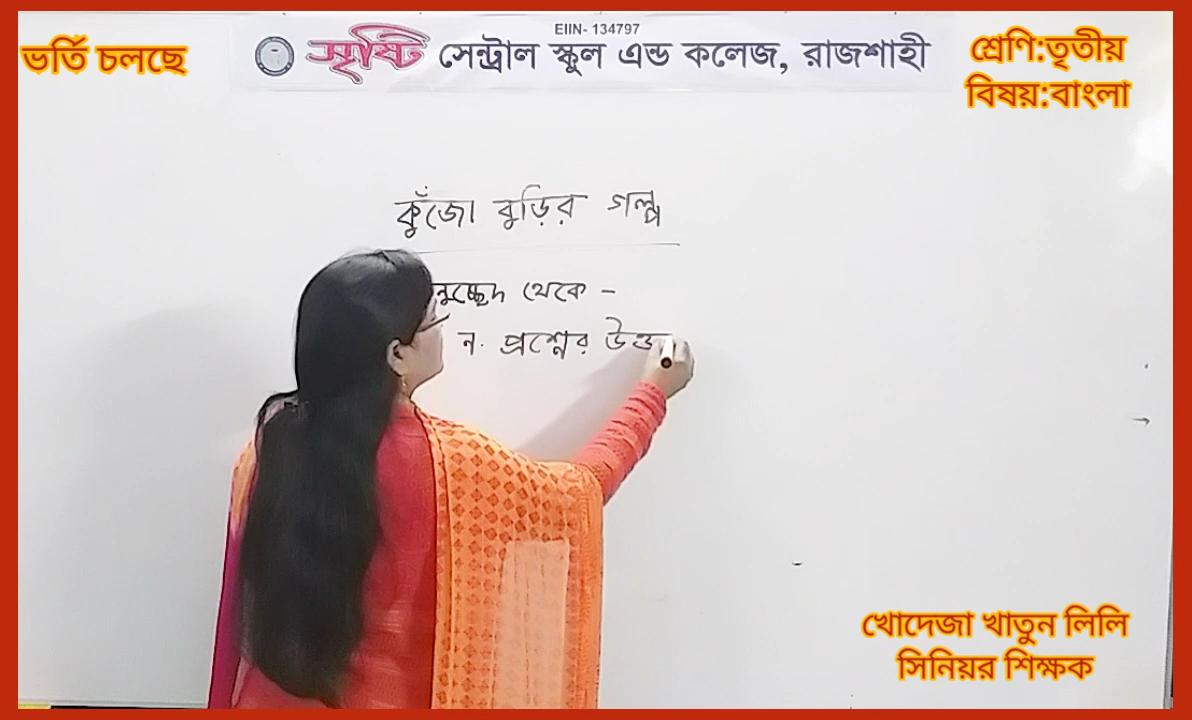 ভর্তি চলছে
EIIN- 134797
সৃষ্টি সেন্ট্রাল স্কুল এন্ড কলেজ, রাজশাহী
শ্রেণি:তৃতীয়
বিষয়:বাংলা
কুঁজো বুড়ির গল্প
নুচ্ছেদ থেকে –
ন. প্রশ্নের উত্ত
খোদেজা খাতুন লিলি
সিনিয়র শিক্ষক